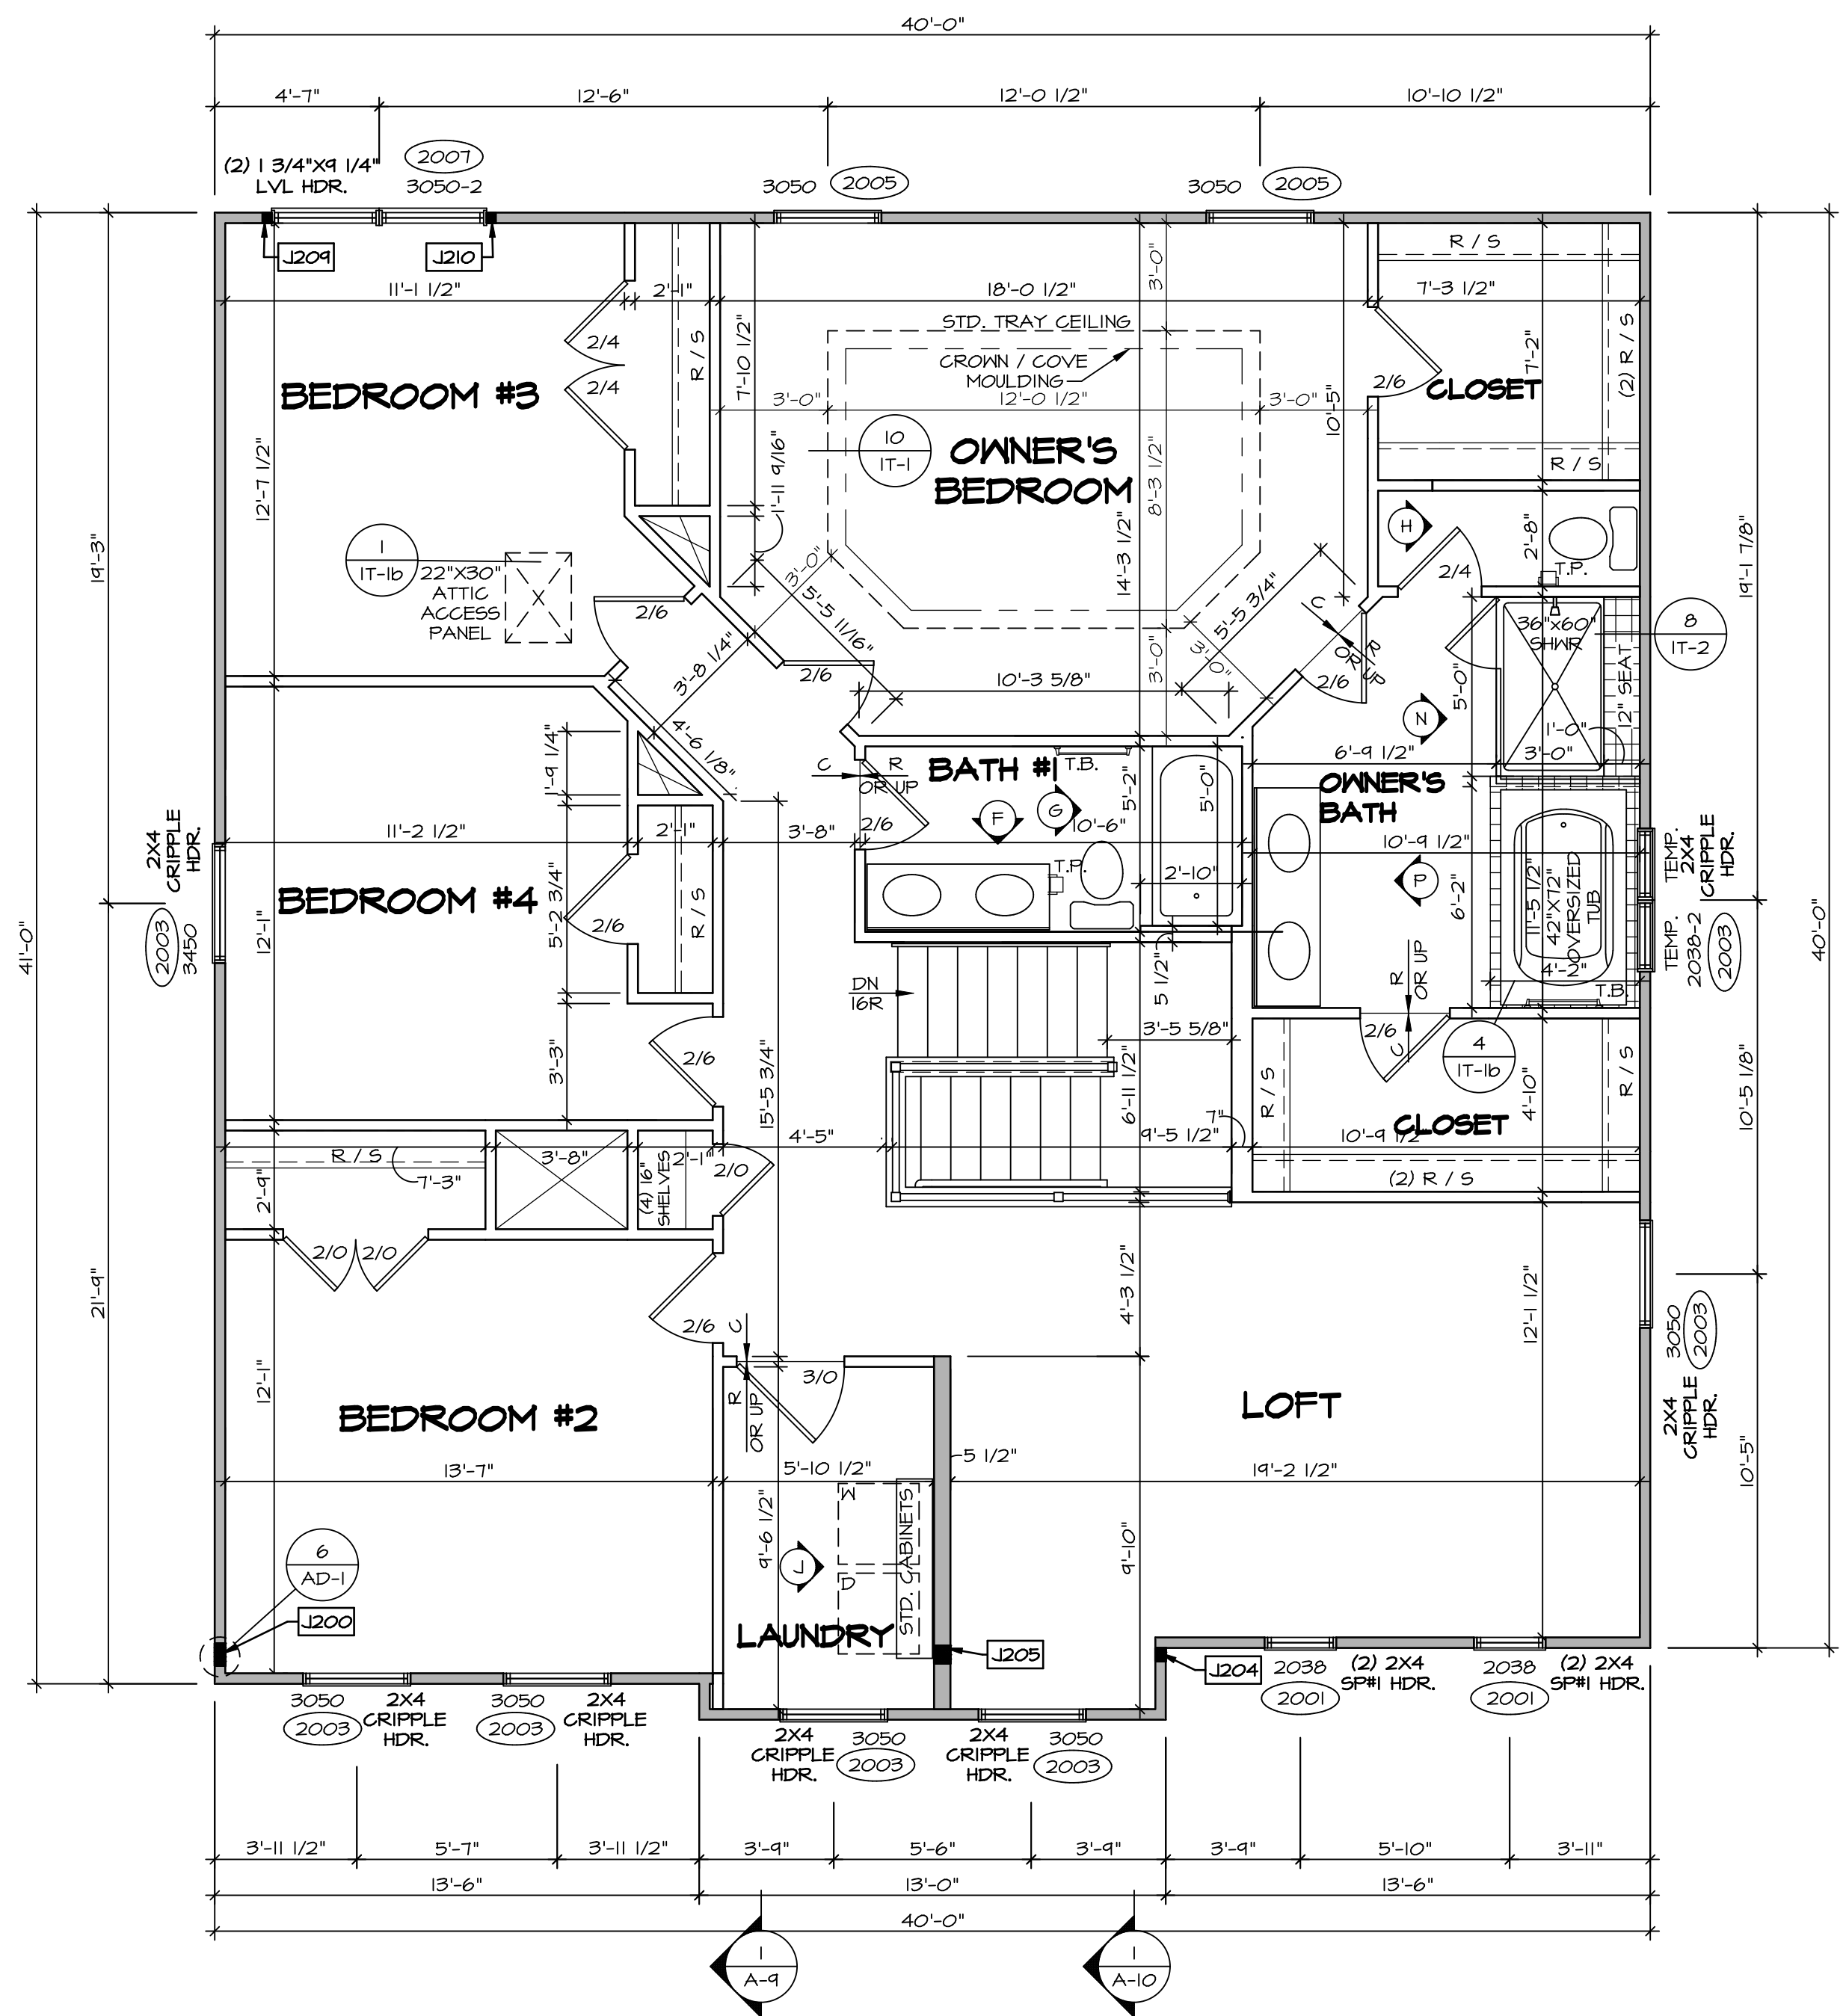 40'-0"
4'-7"
12'-6"
12'-0 1/2"
10'-10 1/2"
(2) 1 3/4"X9 1/4"
LVL HDR.
2007
3050-2
3050
2005
3050
2005
J209
J210
R / S
11'-1 1/2"
2'-1"
18'-0 1/2"
7'-3 1/2"
3'-0"
STD. TRAY CEILING
CROWN / COVE
MOULDING
2/4
2/4
R / S
7'-10 1/2"
7'-2"
(2) R / S
2/6
CLOSET
BEDROOM #3
3'-0"
12'-0 1/2"
3'-0"
10'-5"
10
IT-1
OWNER'S
BEDROOM
R / S
12'-7 1/2"
1'-11 9/16"
8'-3 1/2"
14'-3 1/2"
H
2'-8"
T.P.
2/4
19'-3"
19'-1 7/8"
1
IT-1b
22"X30"
ATTIC
ACCESS
PANEL
2/6
3'-0"
5'-5 11/16"
5'-5 3/4"
3'-0"
C
R
OR UP
2/6
36"x60"
SHWR
8
IT-2
12" SEAT
5'-0"
3'-8 1/4"
2/6
10'-3 5/8"
3'-0"
N
1'-0"
3'-0"
6'-9 1/2"
4'-6 1/8"
1'-9 1/4"
C
R
OR UP
BATH #1
T.B.
5'-2"
5'-0"
OWNER'S
BATH
2X4
CRIPPLE
HDR.
11'-2 1/2"
2'-1"
3'-8"
2/6
F
G
10'-6"
10'-9 1/2"
TEMP.
2X4
CRIPPLE
HDR.
T.P.
2'-10"
P
6'-2"
11'-5 1/2"
42"X72"
OVERSIZED
TUB
BEDROOM #4
5'-2 3/4"
2/6
R / S
12'-1"
2003
3450
41'-0"
40'-0"
TEMP.
2038-2
2003
4'-2"
T.B.
R
OR UP
C
DN
16R
5 1/2"
3'-5 5/8"
2/6
4
IT-1b
3'-3"
2/6
15'-5 3/4"
6'-11 1/2"
R / S
4'-10"
R / S
10'-5 1/8"
CLOSET
4'-5"
9'-5 1/2"
7"
10'-9 1/2"
(2) R / S
R / S
7'-3"
3'-8"
2'-1"
(4) 16"
SHELVES
2/0
2'-9"
2/0
2/0
21'-9"
4'-3 1/2"
12'-1 1/2"
3050
2003
2X4
CRIPPLE
HDR.
2/6
C
R
OR UP
3/0
12'-1"
BEDROOM #2
LOFT
13'-7"
5'-10 1/2"
5 1/2"
19'-2 1/2"
10'-5"
W
D
STD. CABINETS
9'-6 1/2"
9'-10"
L
6
AD-1
J200
LAUNDRY
J205
J204
3050
2003
2X4
CRIPPLE
HDR.
3050
2003
2X4
CRIPPLE
HDR.
2X4
CRIPPLE
HDR.
3050
2003
2X4
CRIPPLE
HDR.
3050
2003
2038
2001
(2) 2X4
SP#1 HDR.
2038
2001
(2) 2X4
SP#1 HDR.
3'-11 1/2"
5'-7"
3'-11 1/2"
3'-9"
5'-6"
3'-9"
3'-9"
5'-10"
3'-11"
13'-6"
13'-0"
13'-6"
40'-0"
1
A-9
1
A-10